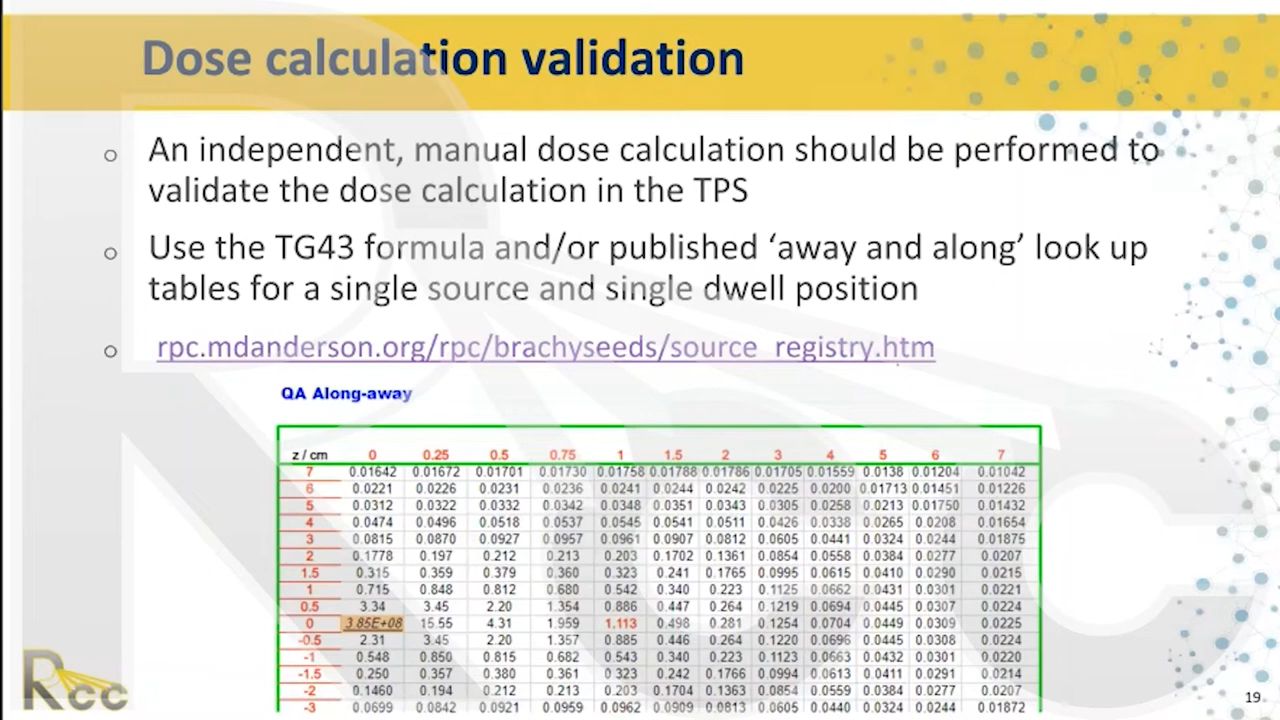 Dose calculation validation
An independent, manual dose calculation should be performed to
validate the dose calculation in the TPS
Use the TG43 formula and/or published ‘away and along’ look up
tables for a single source and single dwell position
rpc.mdanderson.org/rpc/brachyseeds/source_registry.htm
QA Along-away
z / cm 0 0.25 0.5 0.75 1 1.5 2 3 4 5 6 7
7 0.01642 0.01672 0.01701 0.01730 0.01758 0.01788 0.01786 0.01705 0.01559 0.0138 0.01204 0.01042
6 0.0221 0.0226 0.0231 0.0236 0.0241 0.0244 0.0242 0.0225 0.0200 0.01713 0.01451 0.01226
5 0.0312 0.0322 0.0332 0.0342 0.0348 0.0351 0.0343 0.0305 0.0258 0.0213 0.01750 0.01432
4 0.0474 0.0496 0.0518 0.0537 0.0545 0.0541 0.0511 0.0426 0.0338 0.0265 0.0208 0.01654
3 0.0815 0.0870 0.0927 0.0957 0.0961 0.0907 0.0812 0.0605 0.0441 0.0324 0.0244 0.01875
2 0.1778 0.197 0.212 0.213 0.203 0.1702 0.1361 0.0854 0.0558 0.0384 0.0277 0.0207
1.5 0.315 0.359 0.379 0.360 0.323 0.241 0.1765 0.0995 0.0615 0.0410 0.0290 0.0215
1 0.715 0.848 0.812 0.680 0.542 0.340 0.223 0.1125 0.0662 0.0431 0.0301 0.0221
0.5 3.34 3.45 2.20 1.354 0.886 0.447 0.264 0.1219 0.0694 0.0445 0.0307 0.0224
0 3.85E+08 15.55 4.31 1.959 1.113 0.498 0.281 0.1254 0.0704 0.0449 0.0309 0.0225
-0.5 2.31 3.45 2.20 1.357 0.885 0.446 0.264 0.1220 0.0696 0.0445 0.0308 0.0224
-1 0.548 0.850 0.815 0.682 0.543 0.340 0.223 0.1123 0.0663 0.0432 0.0301 0.0220
-1.5 0.250 0.357 0.380 0.361 0.323 0.242 0.1766 0.0994 0.0613 0.0411 0.0291 0.0214
-2 0.1460 0.194 0.212 0.213 0.203 0.1704 0.1363 0.0854 0.0559 0.0384 0.0277 0.0207
-3 0.0699 0.0842 0.0921 0.0959 0.0962 0.0909 0.0813 0.0605 0.0440 0.0324 0.0244 0.01872
Rcc
19